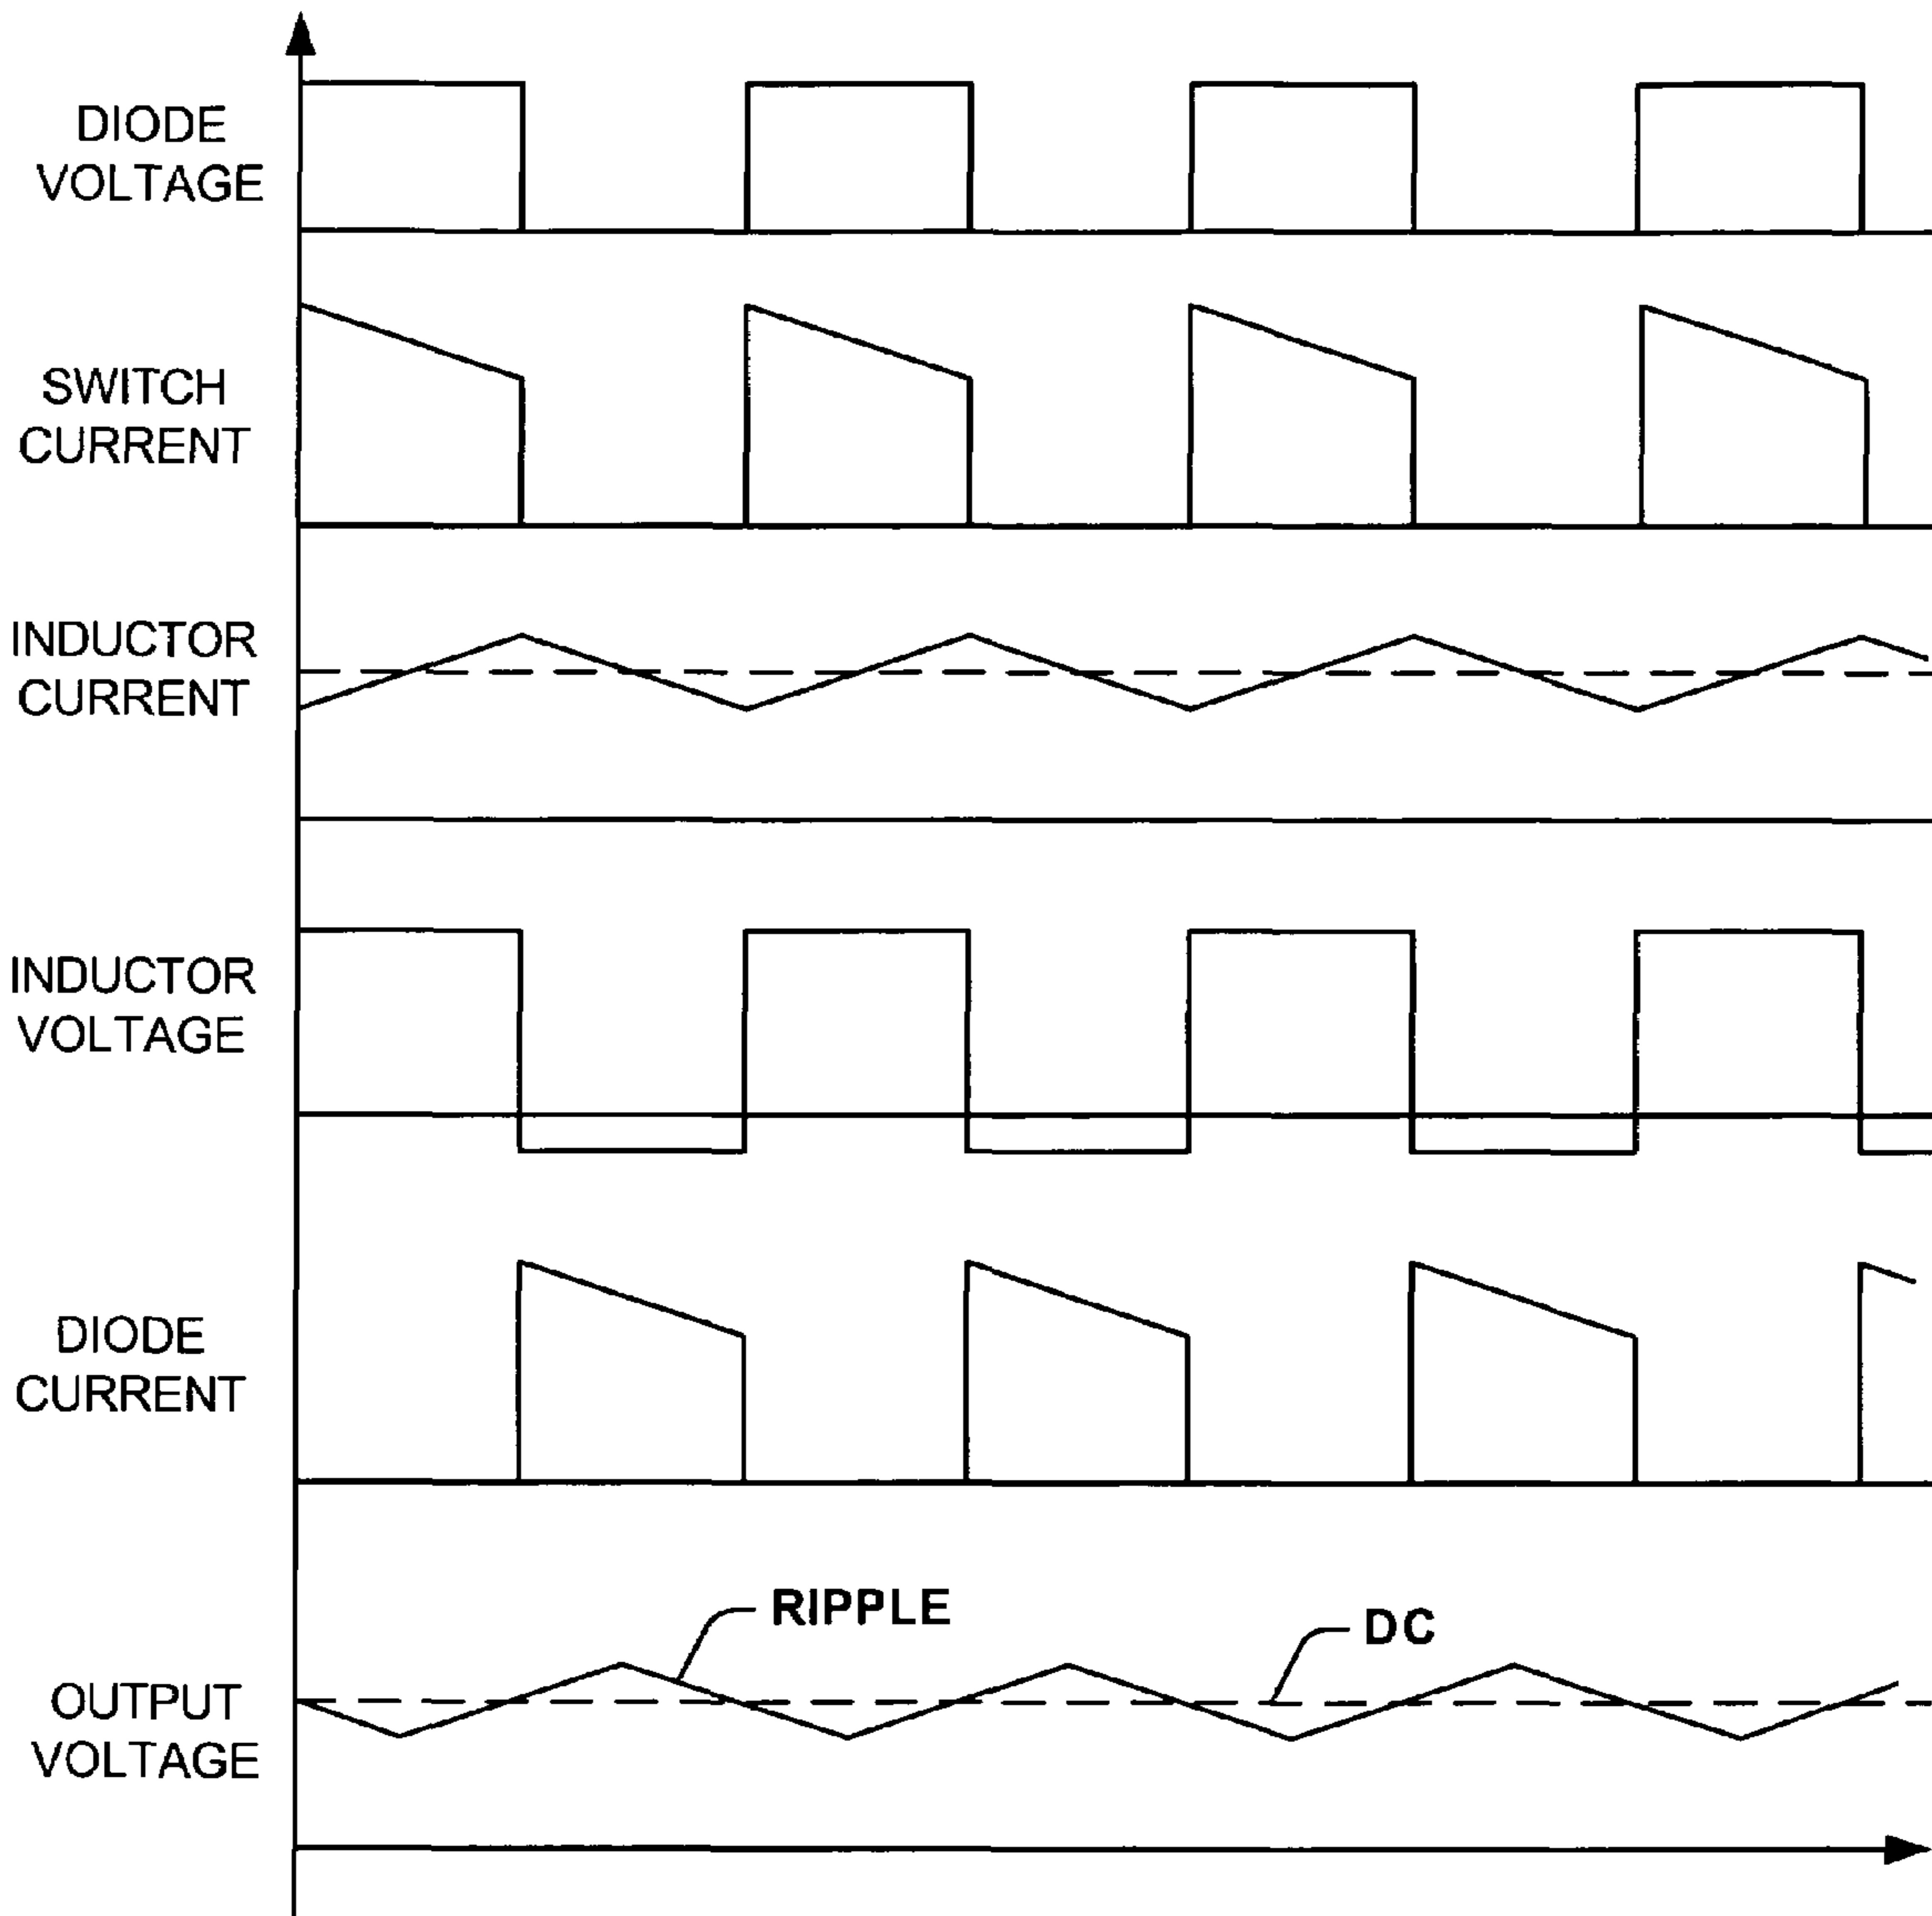 DIODE
VOLTAGE
SWITCH
CURRENT
INDUCTOR
CURRENT
INDUCTOR
VOLTAGE
DIODE
CURRENT
RIPPLE
DC
OUTPUT
VOLTAGE